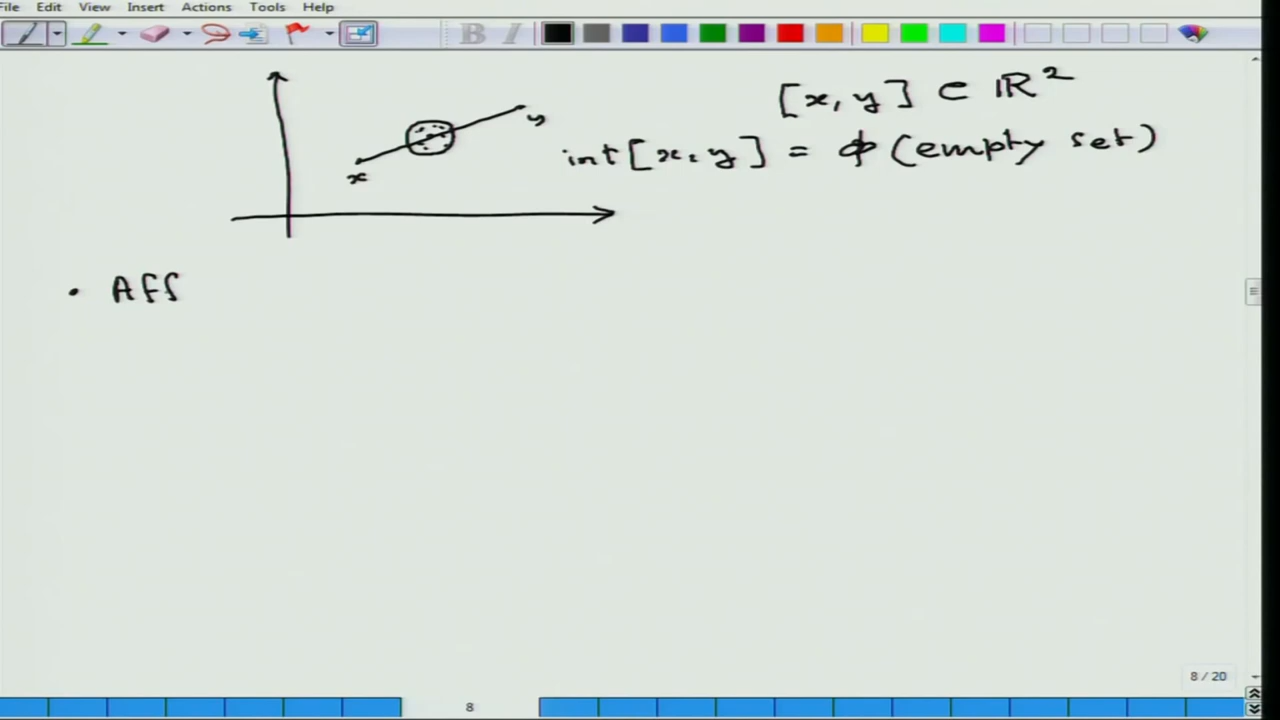 File Edit View Insert Actions Tools Help
B I
[x, y] ⊂ ℝ²
y
int[x, y] = φ (empty set)
x
• Aff
8 / 20
8